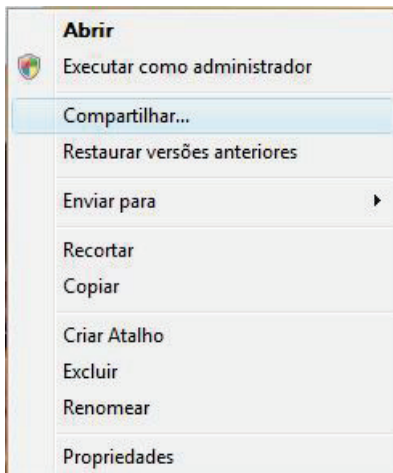 Abrir
Executar como administrador
Compartilhar...
Restaurar versões anteriores
Enviar para
Recortar
Copiar
Criar Atalho
Excluir
Renomear
Propriedades